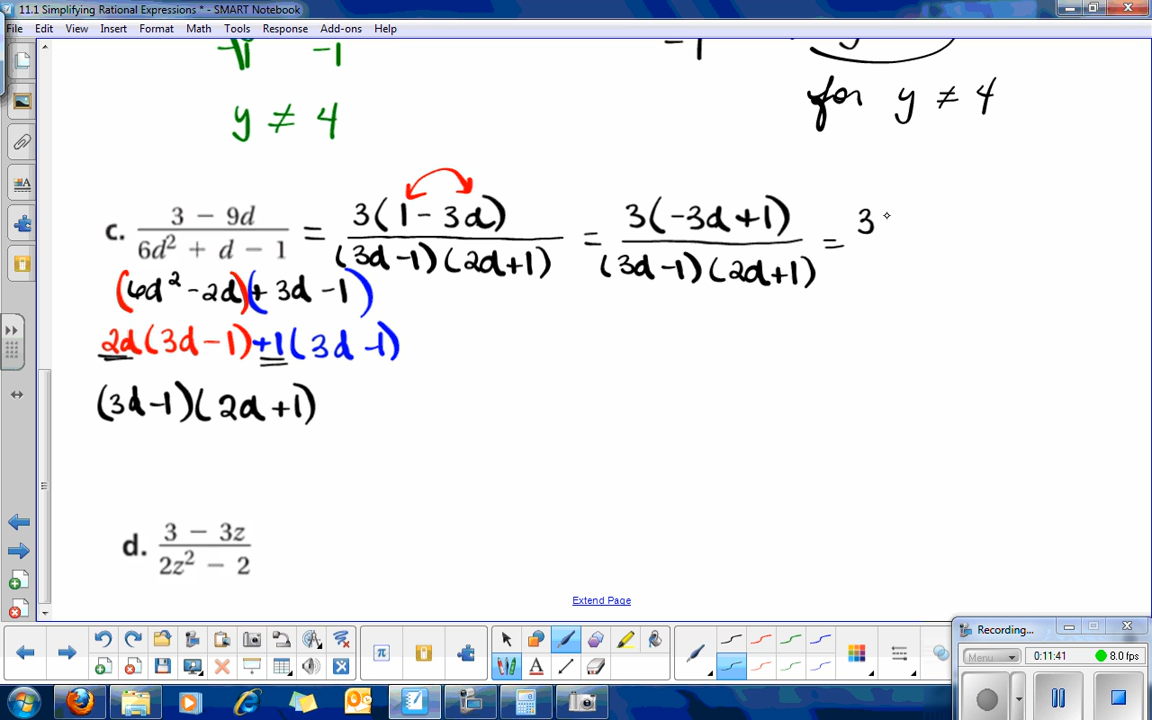 11.1 Simplifying Rational Expressions * - SMART Notebook
File Edit View Insert Format Math Tools Response Add-ons Help
-1
-1
y ≠ 4
for y ≠ 4
c. (3 - 9d)/(6d² + d - 1) = 3(1 - 3d)/((3d - 1)(2d + 1)) = 3(-3d + 1)/((3d - 1)(2d + 1)) = 3
(6d² - 2d)(+ 3d - 1)
2d(3d - 1) +1(3d - 1)
(3d - 1)(2d + 1)
d. (3 - 3z)/(2z² - 2)
Extend Page
Recording...
Menu 0:11:41 8.0 fps